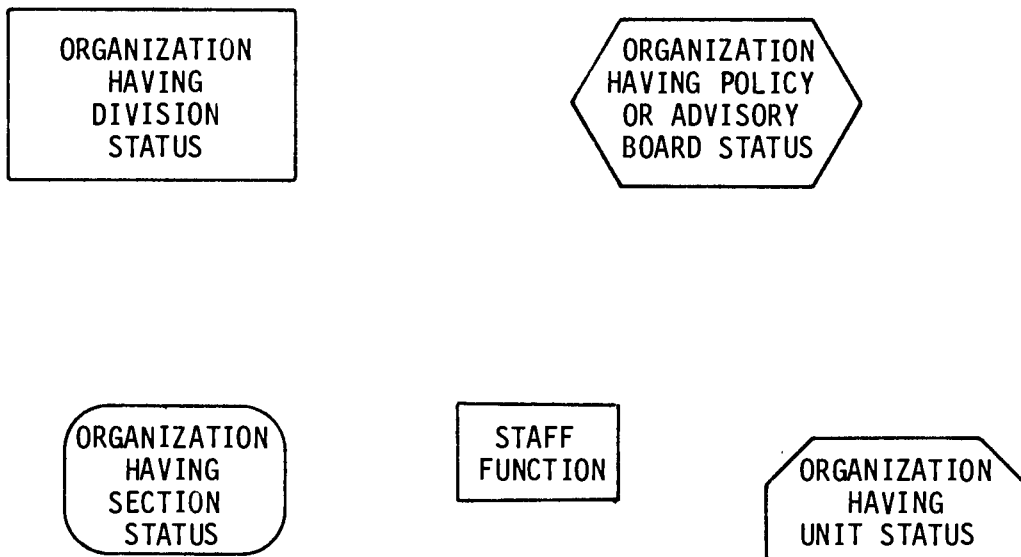 ORGANIZATION
HAVING
DIVISION
STATUS
ORGANIZATION
HAVING POLICY
OR ADVISORY
BOARD STATUS
ORGANIZATION
HAVING
SECTION
STATUS
STAFF
FUNCTION
ORGANIZATION
HAVING
UNIT STATUS